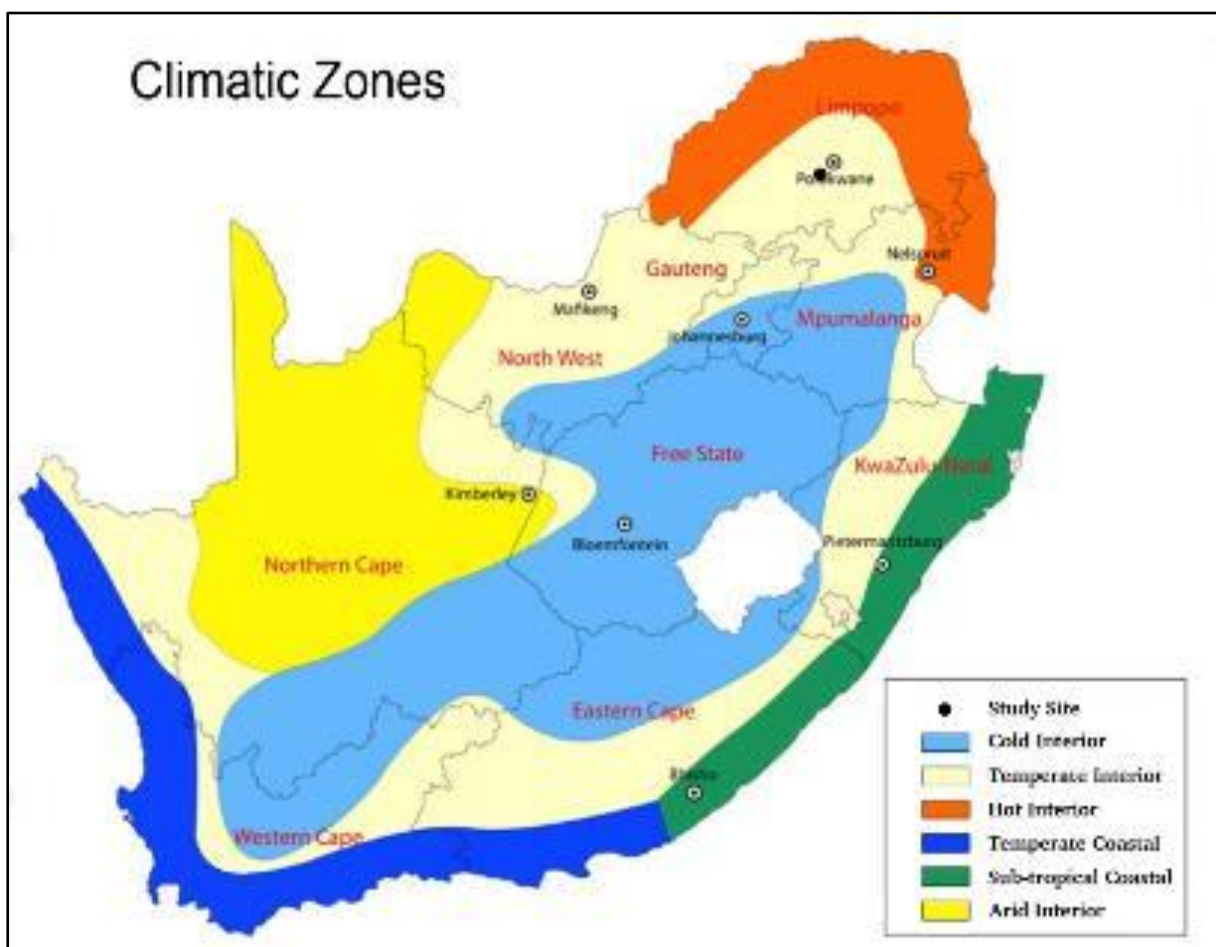 Climatic Zones
Limpopo
Polokwane
Nelspruit
Gauteng
Mafikeng
Mpumalanga
Johannesburg
North West
Free State
KwaZulu-Natal
Kimberley
Bloemfontein
Pietermaritzburg
Northern Cape
Eastern Cape
Bhisho
Western Cape
Study Site
Cold Interior
Temperate Interior
Hot Interior
Temperate Coastal
Sub-tropical Coastal
Arid Interior